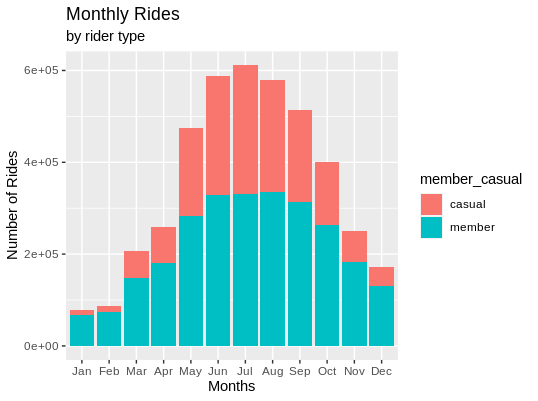 Monthly Rides
by rider type
6e+05
4e+05
2e+05
0e+00
Number of Rides
Jan Feb Mar Apr May Jun Jul Aug Sep Oct Nov Dec
Months
member_casual
casual
member